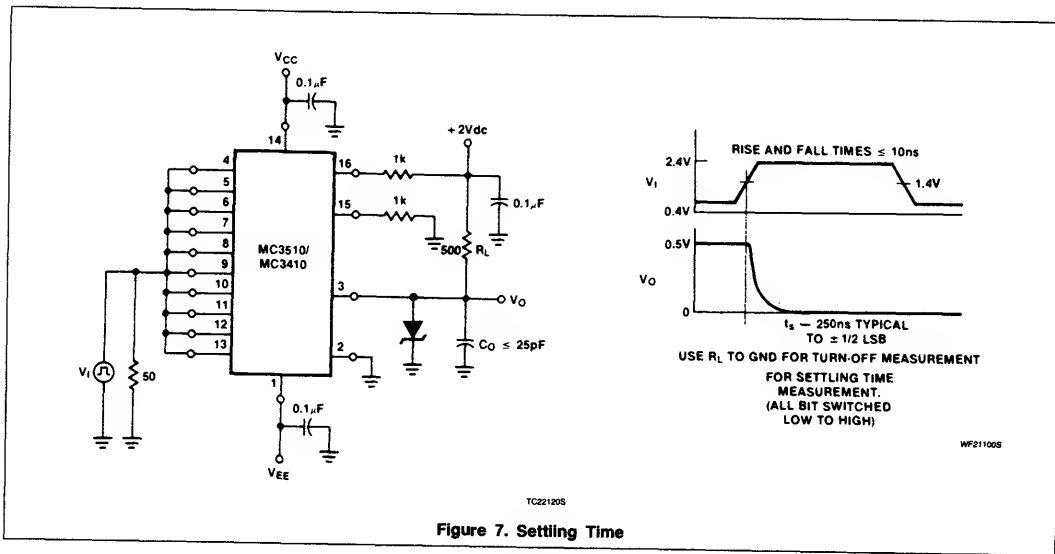 VCC
0.1μF
14
+ 2Vdc
4
5
6
7
8
9
10
11
12
13
16
1k
15
1k
0.1μF
MC3510/
MC3410
500 RL
3
VO
2
CO ≤ 25pF
VI
50
1
0.1μF
VEE
TC22120S
RISE AND FALL TIMES ≤ 10ns
2.4V
VI
1.4V
0.4V
0.5V
VO
0
ts — 250ns TYPICAL
TO ± 1/2 LSB
USE RL TO GND FOR TURN-OFF MEASUREMENT
FOR SETTLING TIME
MEASUREMENT.
(ALL BIT SWITCHED
LOW TO HIGH)
WF21100S
Figure 7. Settling Time